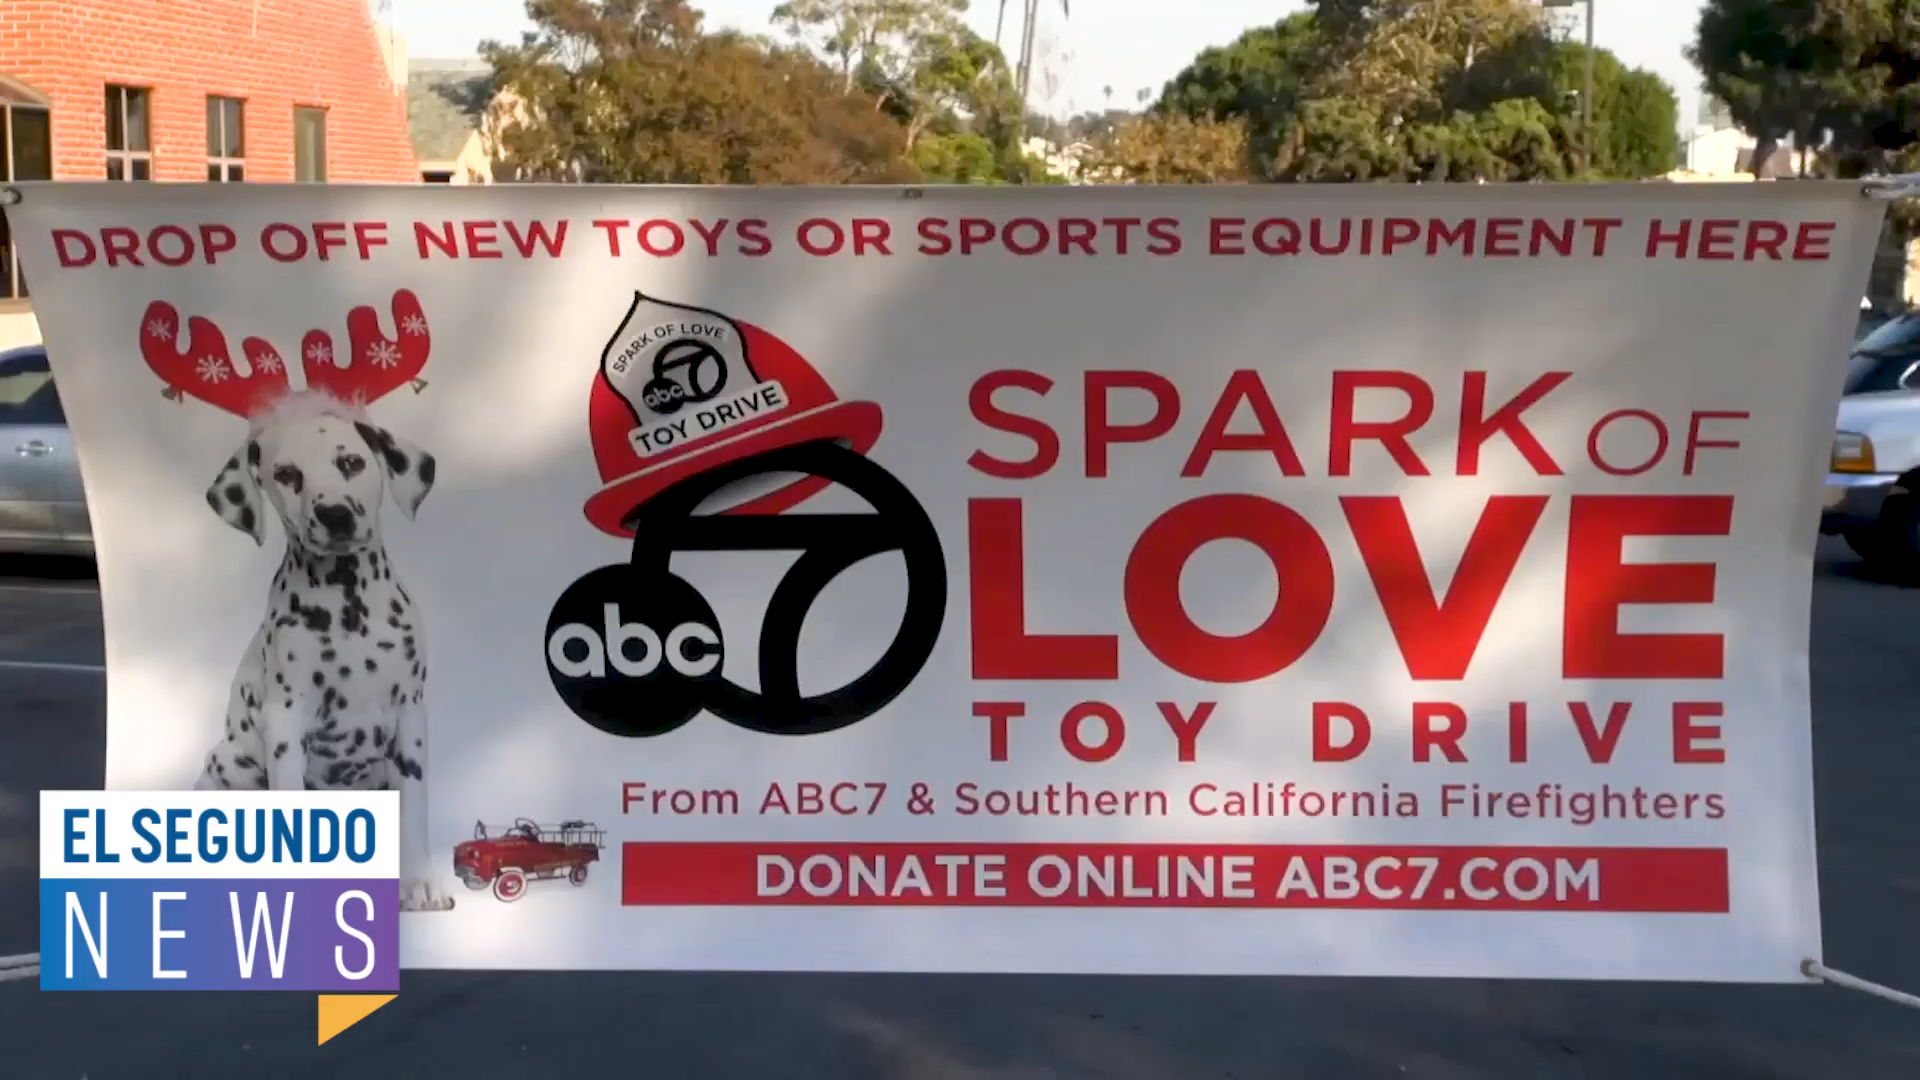 DROP OFF NEW TOYS OR SPORTS EQUIPMENT HERE
SPARK OF LOVE
abc 7
TOY DRIVE
abc 7
SPARK OF
LOVE
TOY DRIVE
From ABC7 & Southern California Firefighters
DONATE ONLINE ABC7.COM
EL SEGUNDO
NEWS